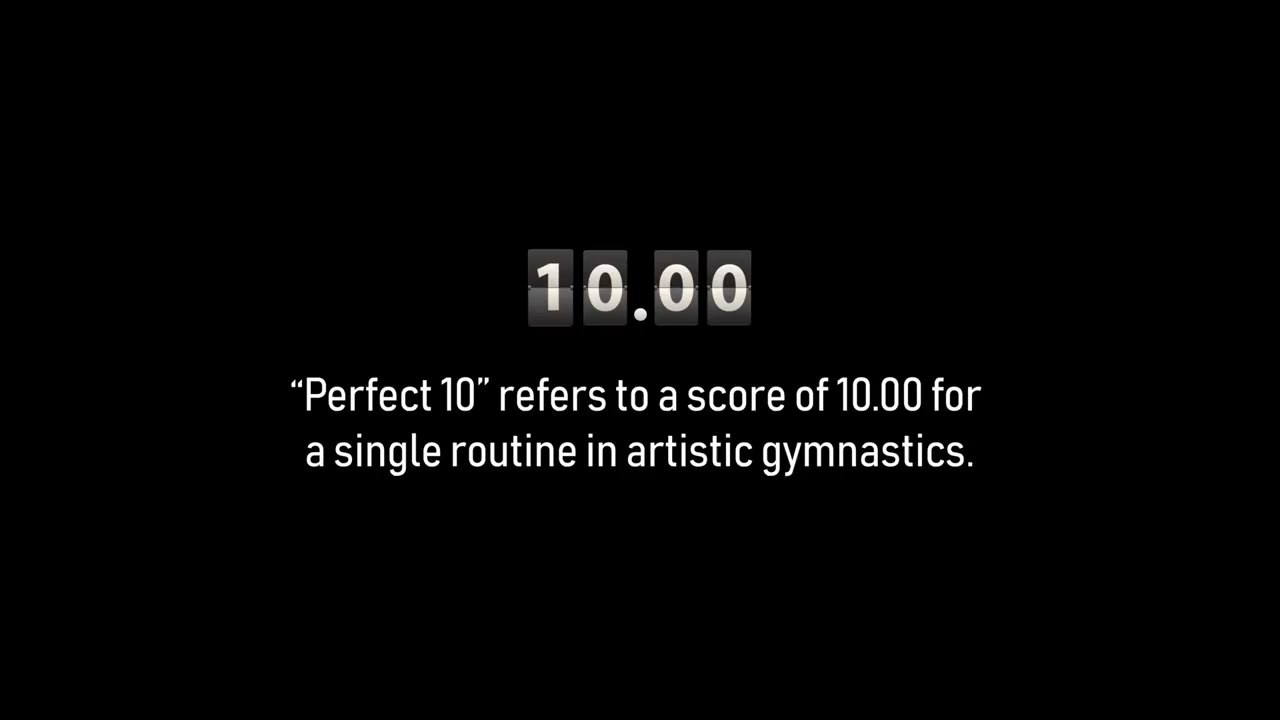 10.00
“Perfect 10” refers to a score of 10.00 for
a single routine in artistic gymnastics.